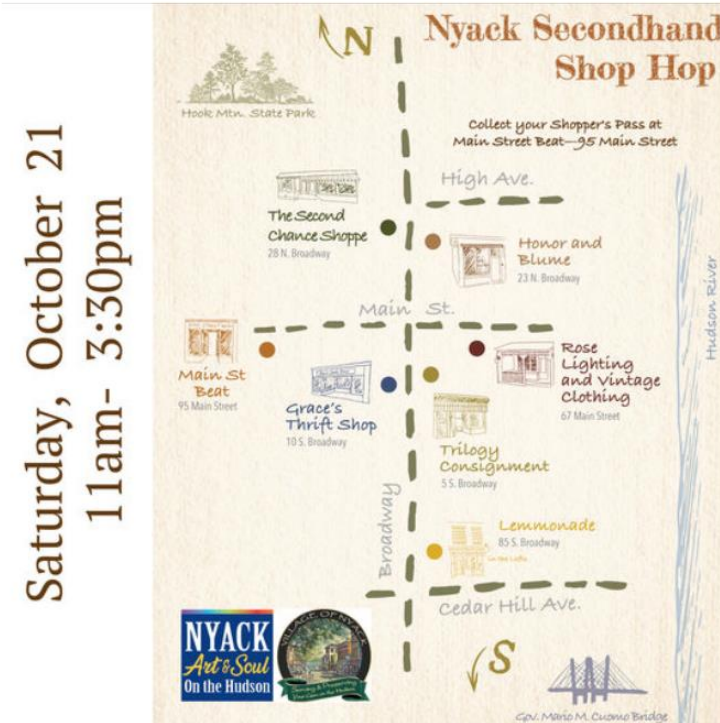 Saturday, October 21
11am- 3:30pm
N
Nyack Secondhand
Shop Hop
Hook Mtn. State Park
Collect your Shopper's Pass at
Main Street Beat—95 Main Street
High Ave.
The Second
Chance Shoppe
28 N. Broadway
Honor and
Blume
23 N. Broadway
Hudson River
Main St.
Main St
Beat
95 Main Street
Grace's
Thrift Shop
10 S. Broadway
Rose
Lighting
and Vintage
Clothing
67 Main Street
Trilogy
Consignment
5 S. Broadway
Broadway
Lemmonade
85 S. Broadway
Cedar Hill Ave.
NYACK
Art & Soul
On the Hudson
VILLAGE OF NYACK
S
Gov. Mario M. Cuomo Bridge